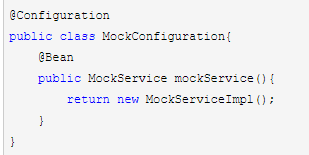 @Configuration
public class MockConfiguration{
    @Bean
    public MockService mockService(){
        return new MockServiceImpl();
    }
}